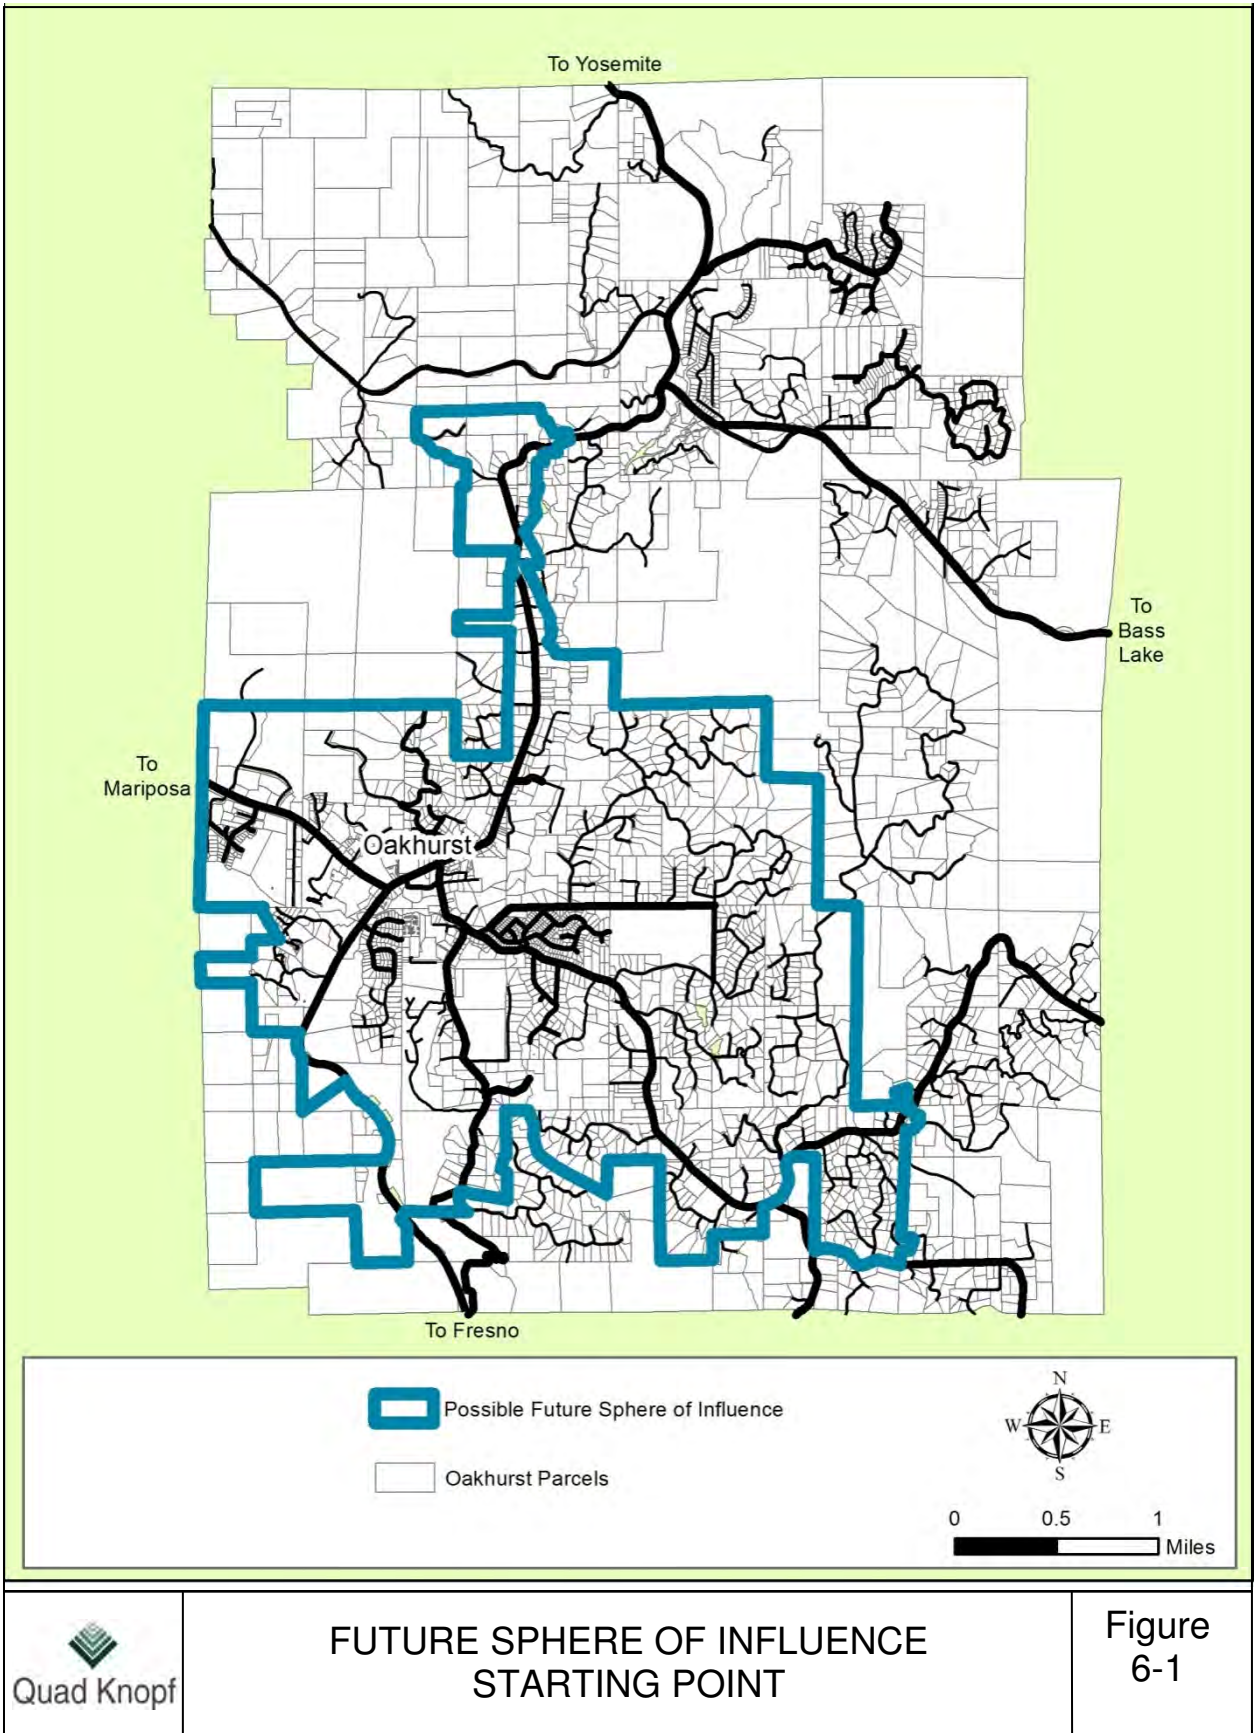 To Yosemite
To
Bass
Lake
To
Mariposa
Oakhurst
To Fresno
Possible Future Sphere of Influence
Oakhurst Parcels
N
W
E
S
0 0.5 1
Miles
Quad Knopf
FUTURE SPHERE OF INFLUENCE
STARTING POINT
Figure
6-1